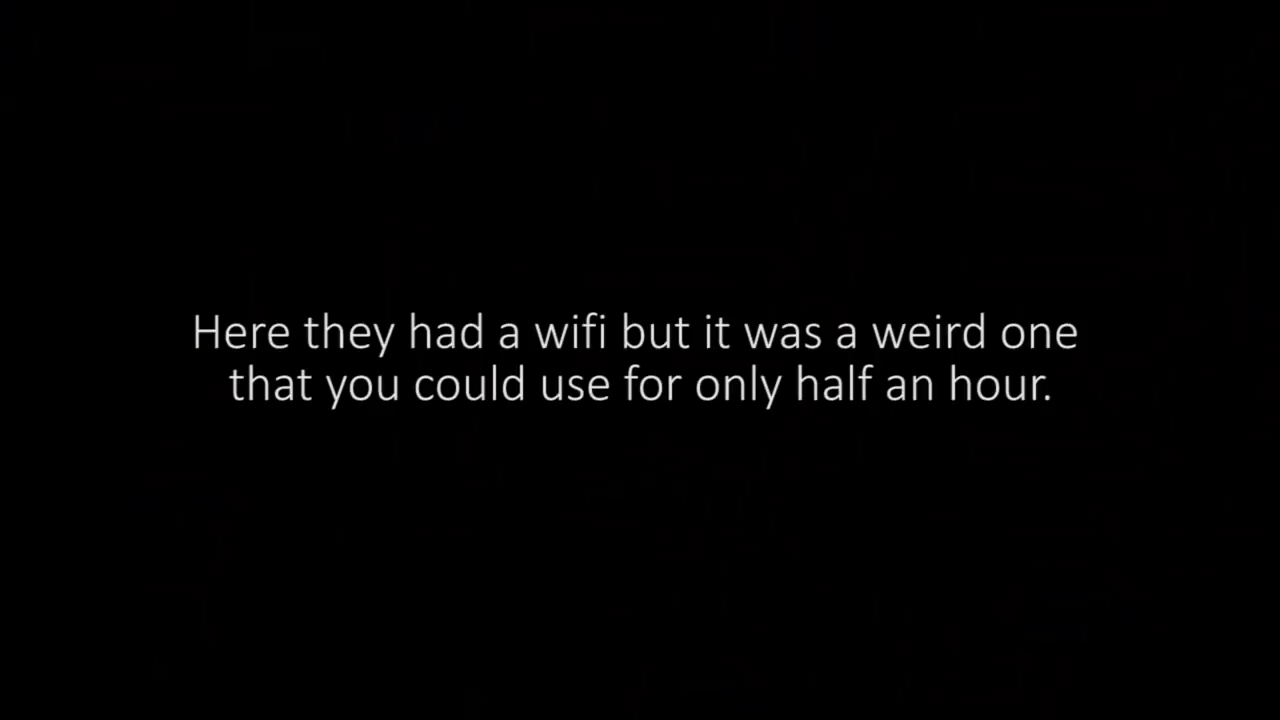 Here they had a wifi but it was a weird one
that you could use for only half an hour.